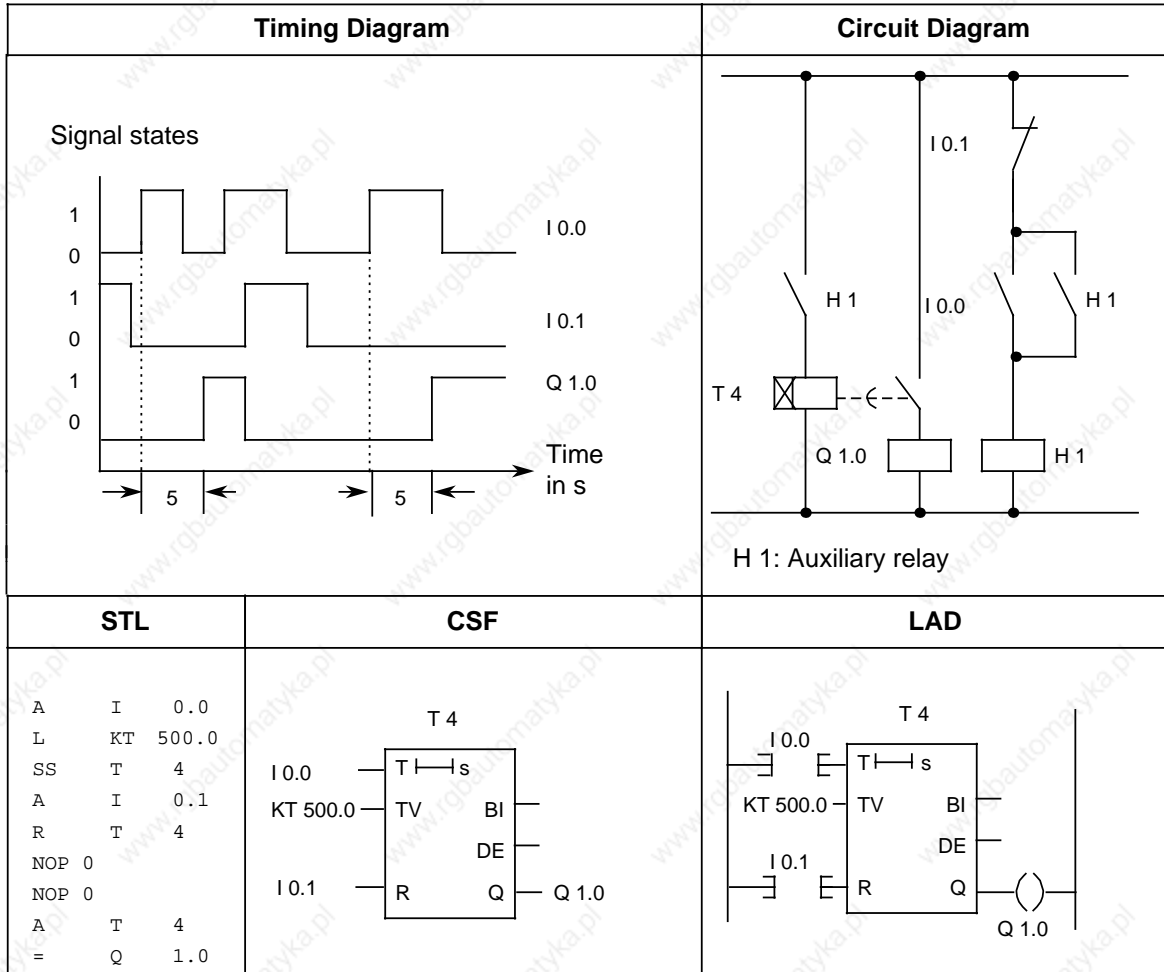 Timing Diagram
Circuit Diagram
Signal states
1
0
I 0.0
1
0
I 0.1
1
0
Q 1.0
Time
in s
5
5
I 0.1
H 1
I 0.0
H 1
T 4
Q 1.0
H 1
H 1: Auxiliary relay
STL
CSF
LAD
A I 0.0
L KT 500.0
SS T 4
A I 0.1
R T 4
NOP 0
NOP 0
A T 4
= Q 1.0
T 4
I 0.0
T s
KT 500.0
TV
BI
DE
I 0.1
R
Q
Q 1.0
T 4
I 0.0
T s
KT 500.0
TV
BI
DE
I 0.1
R
Q
Q 1.0
www.rgbautomatyka.pl